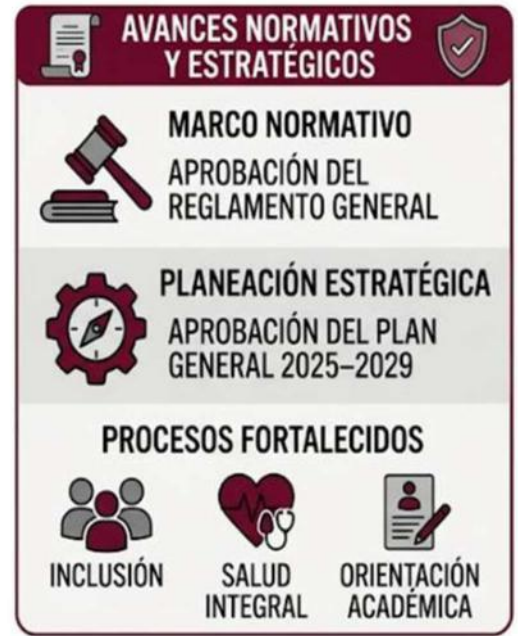 AVANCES NORMATIVOS
Y ESTRATÉGICOS
MARCO NORMATIVO
APROBACIÓN DEL
REGLAMENTO GENERAL
PLANEACIÓN ESTRATÉGICA
APROBACIÓN DEL PLAN
GENERAL 2025–2029
PROCESOS FORTALECIDOS
INCLUSIÓN
SALUD
INTEGRAL
ORIENTACIÓN
ACADÉMICA